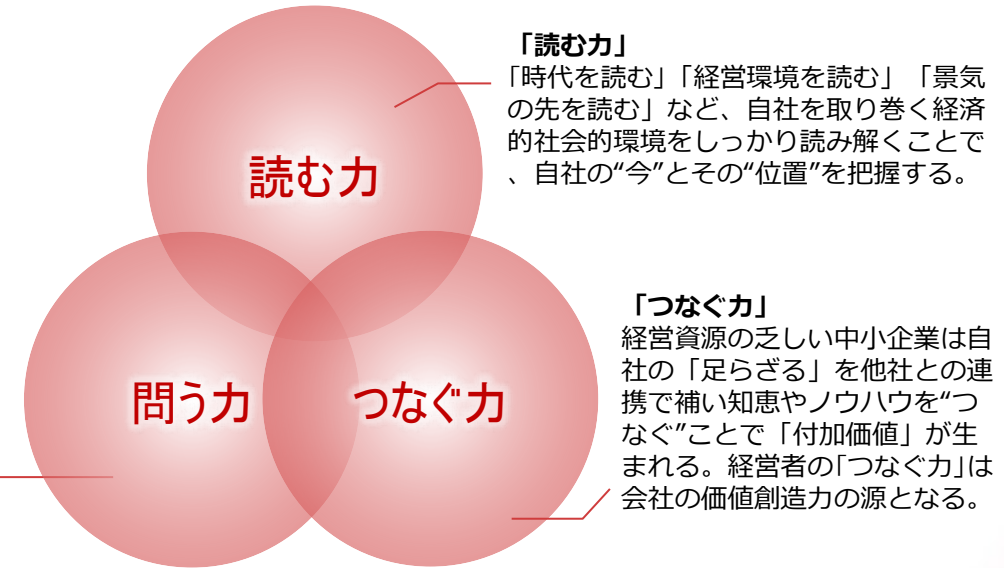 「読む力」
「時代を読む」「経営環境を読む」「景気
の先を読む」など、自社を取り巻く経済
的社会的環境をしっかり読み解くことで
、自社の“今”とその“位置”を把握する。
読む力
「つなぐ力」
経営資源の乏しい中小企業は自
社の「足らざる」を他社との連
携で補い知恵やノウハウを“つ
なぐ”ことで「付加価値」が生
まれる。経営者の「つなぐ力」は
会社の価値創造力の源となる。
問う力
つなぐ力